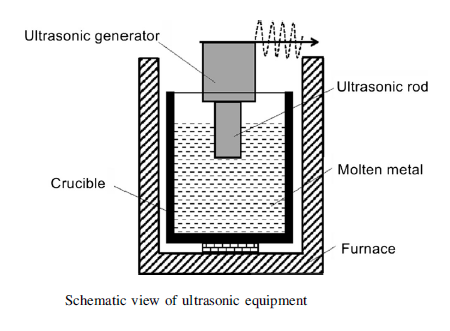 Ultrasonic generator
Ultrasonic rod
Molten metal
Crucible
Furnace
Schematic view of ultrasonic equipment